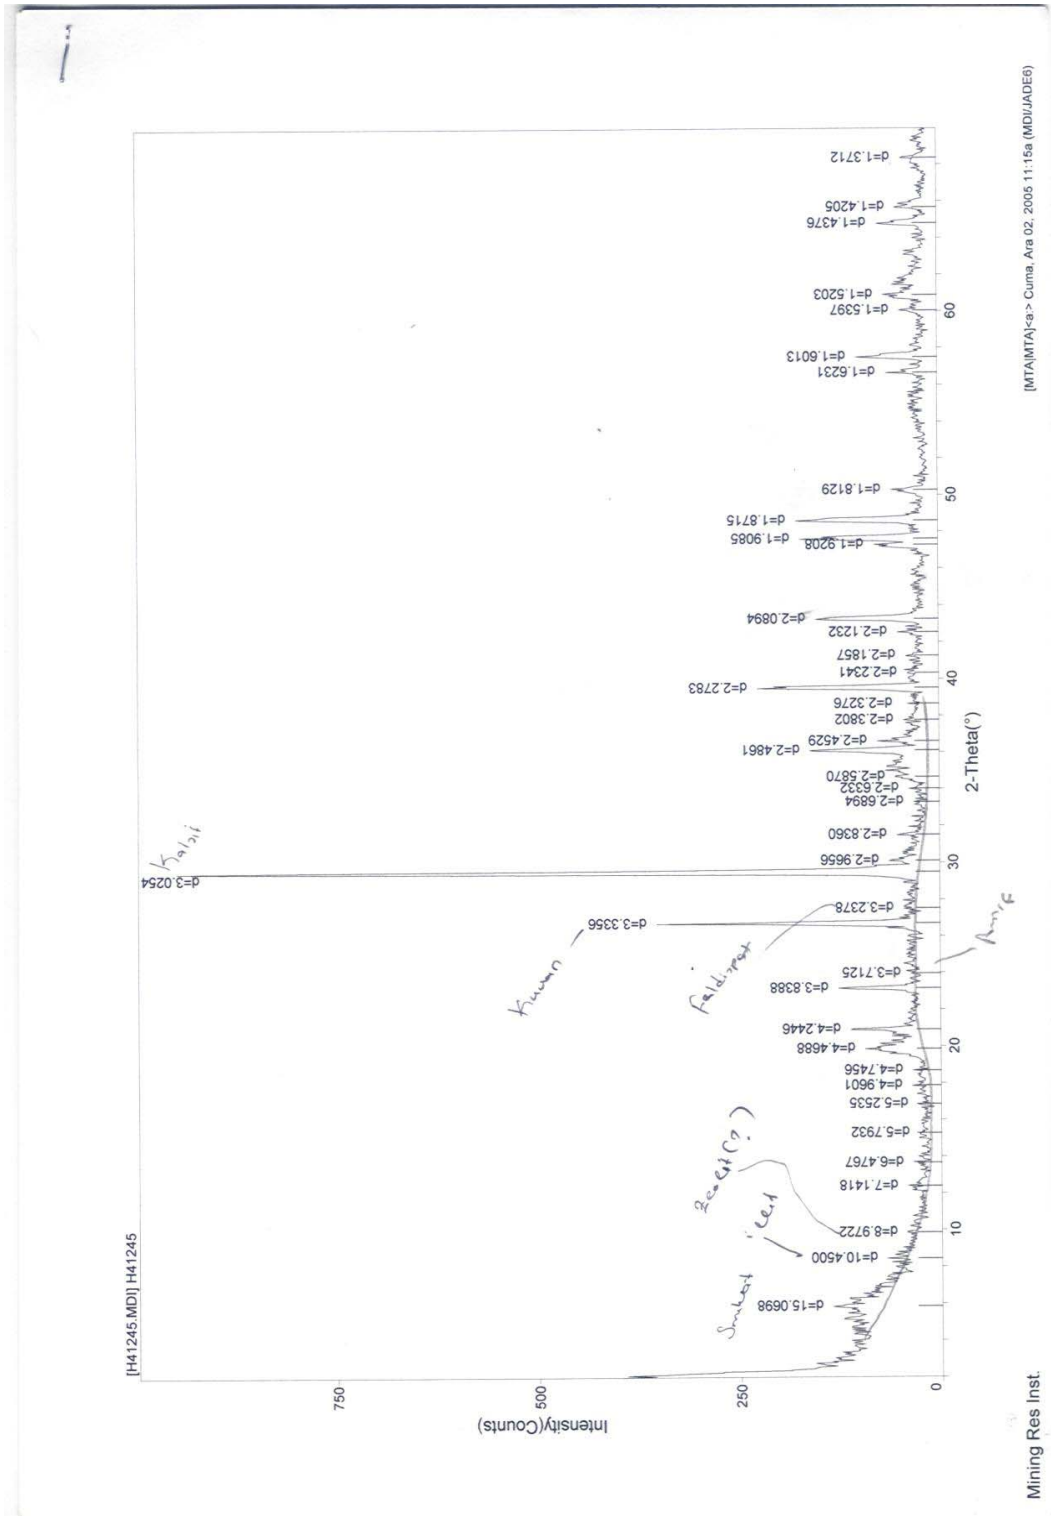 [H41245.MDI] H41245
Intensity(Counts)
750
500
250
0
d=15.0698
d=10.4500
d=8.9722
d=7.1418
d=6.4767
d=5.7932
d=5.2535
d=4.9601
d=4.7456
d=4.4688
d=4.2446
d=3.8388
d=3.7125
d=3.3356
d=3.2378
d=3.0254
d=2.9656
d=2.8360
d=2.6894
d=2.6332
d=2.5870
d=2.4861
d=2.4529
d=2.3802
d=2.3276
d=2.2783
d=2.2341
d=2.1857
d=2.1232
d=2.0894
d=1.9208
d=1.9085
d=1.8715
d=1.8129
d=1.6231
d=1.6013
d=1.5397
d=1.5203
d=1.4376
d=1.4205
d=1.3712
Smektit
illit
Zeolit(?)
Kuvars
Feldispat
Kalsit
10
20
30
40
50
60
2-Theta(°)
Mining Res Inst.
[MTA|MTA]<a:> Cuma, Ara 02, 2005 11:15a (MDI/JADE6)